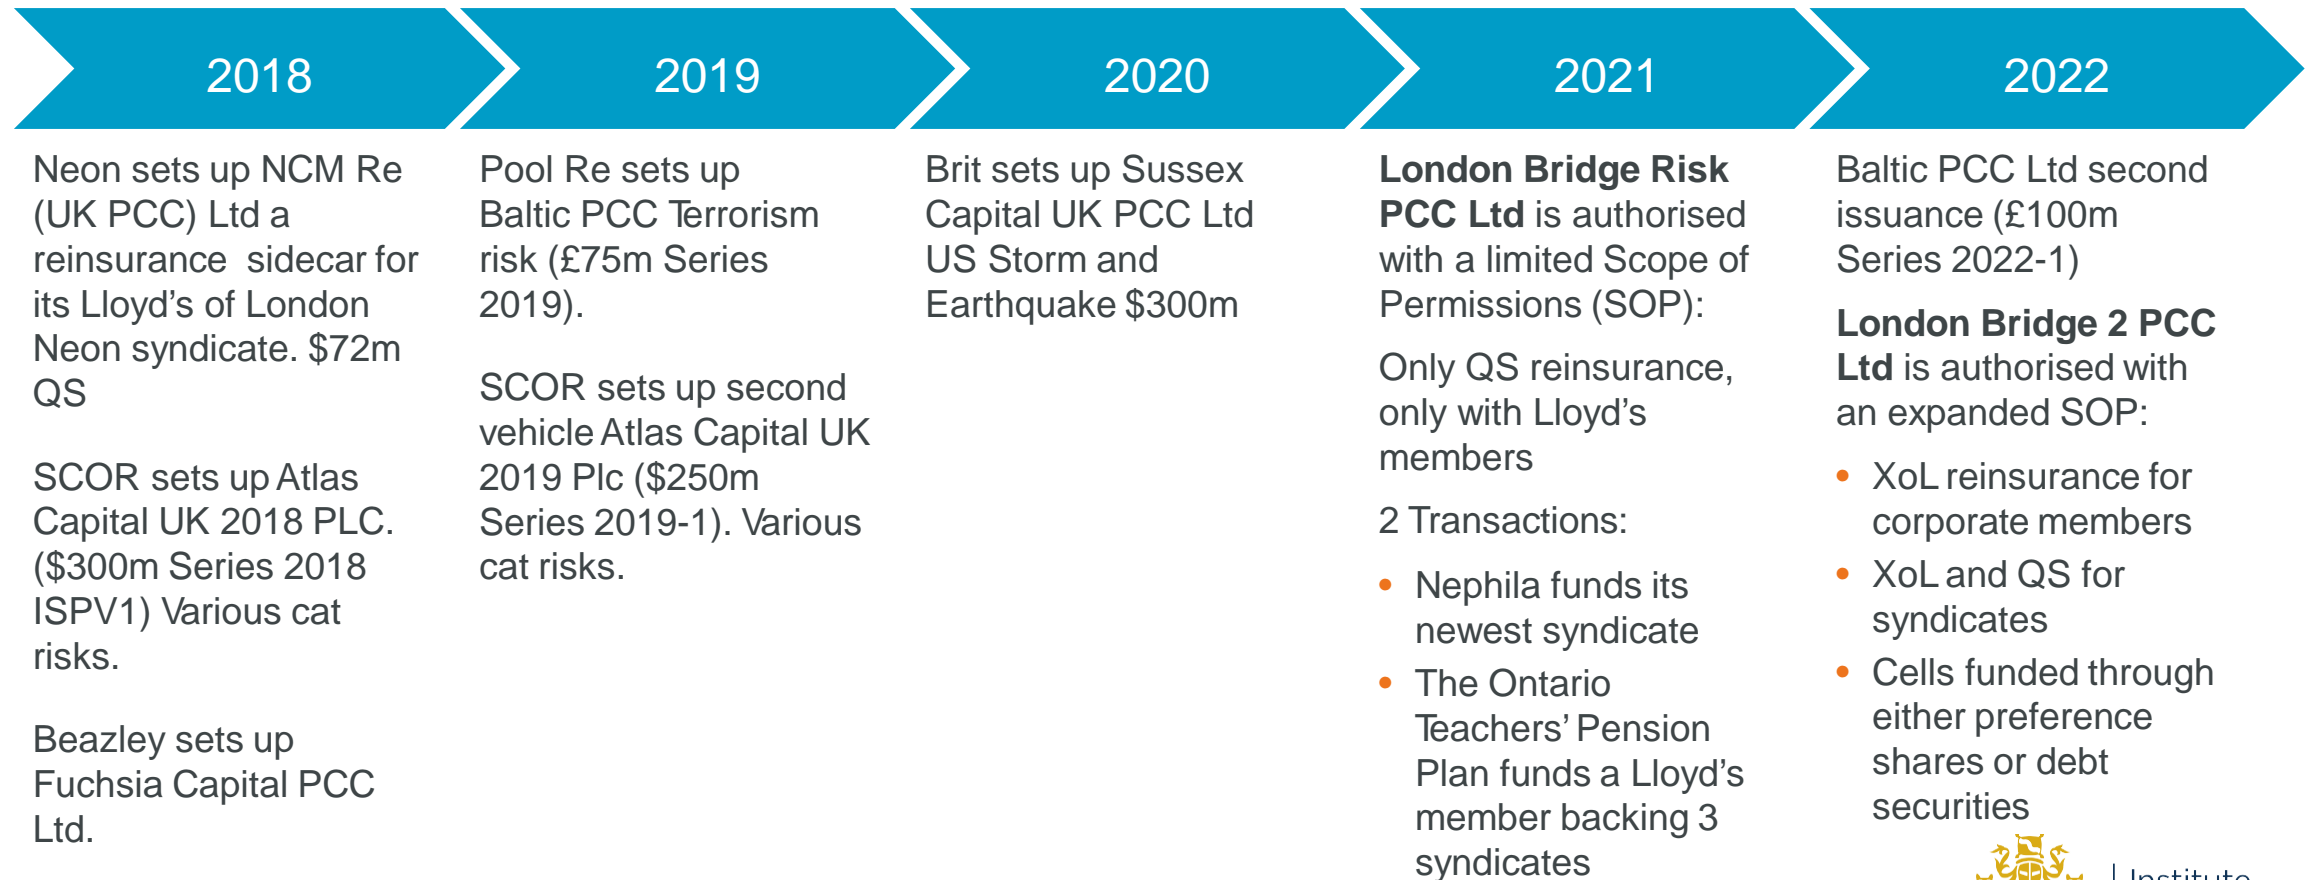 2018
2019
2020
2021
2022
Neon sets up NCM Re
(UK PCC) Ltd a
reinsurance sidecar for
its Lloyd’s of London
Neon syndicate. $72m
QS
SCOR sets up Atlas
Capital UK 2018 PLC.
($300m Series 2018
ISPV1) Various cat
risks.
Beazley sets up
Fuchsia Capital PCC
Ltd.
Pool Re sets up
Baltic PCC Terrorism
risk (£75m Series
2019).
SCOR sets up second
vehicle Atlas Capital UK
2019 Plc ($250m
Series 2019-1). Various
cat risks.
Brit sets up Sussex
Capital UK PCC Ltd
US Storm and
Earthquake $300m
London Bridge Risk
PCC Ltd is authorised
with a limited Scope of
Permissions (SOP):
Only QS reinsurance,
only with Lloyd’s
members
2 Transactions:
• Nephila funds its
newest syndicate
• The Ontario
Teachers’ Pension
Plan funds a Lloyd’s
member backing 3
syndicates
Baltic PCC Ltd second
issuance (£100m
Series 2022-1)
London Bridge 2 PCC
Ltd is authorised with
an expanded SOP:
• XoL reinsurance for
corporate members
• XoL and QS for
syndicates
• Cells funded through
either preference
shares or debt
securities
Institute